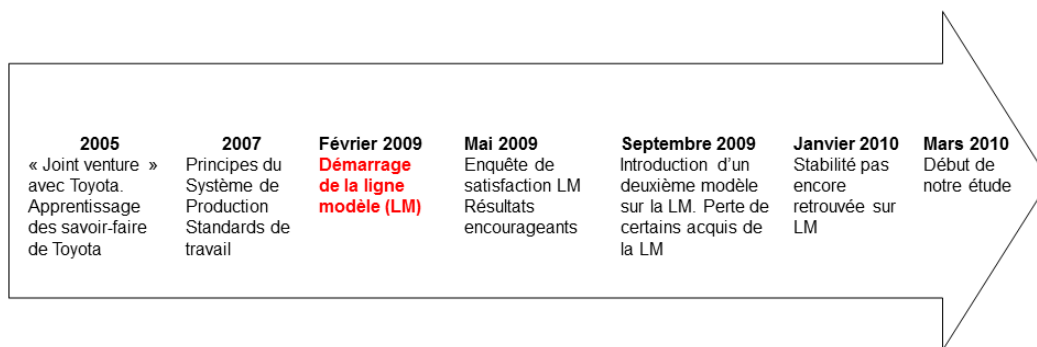 2005
« Joint venture »
avec Toyota.
Apprentissage
des savoir-faire
de Toyota
2007
Principes du
Système de
Production
Standards de
travail
Février 2009
Démarrage
de la ligne
modèle (LM)
Mai 2009
Enquête de
satisfaction LM
Résultats
encourageants
Septembre 2009
Introduction d’un
deuxième modèle
sur la LM. Perte de
certains acquis de
la LM
Janvier 2010
Stabilité pas
encore
retrouvée sur
LM
Mars 2010
Début de
notre étude